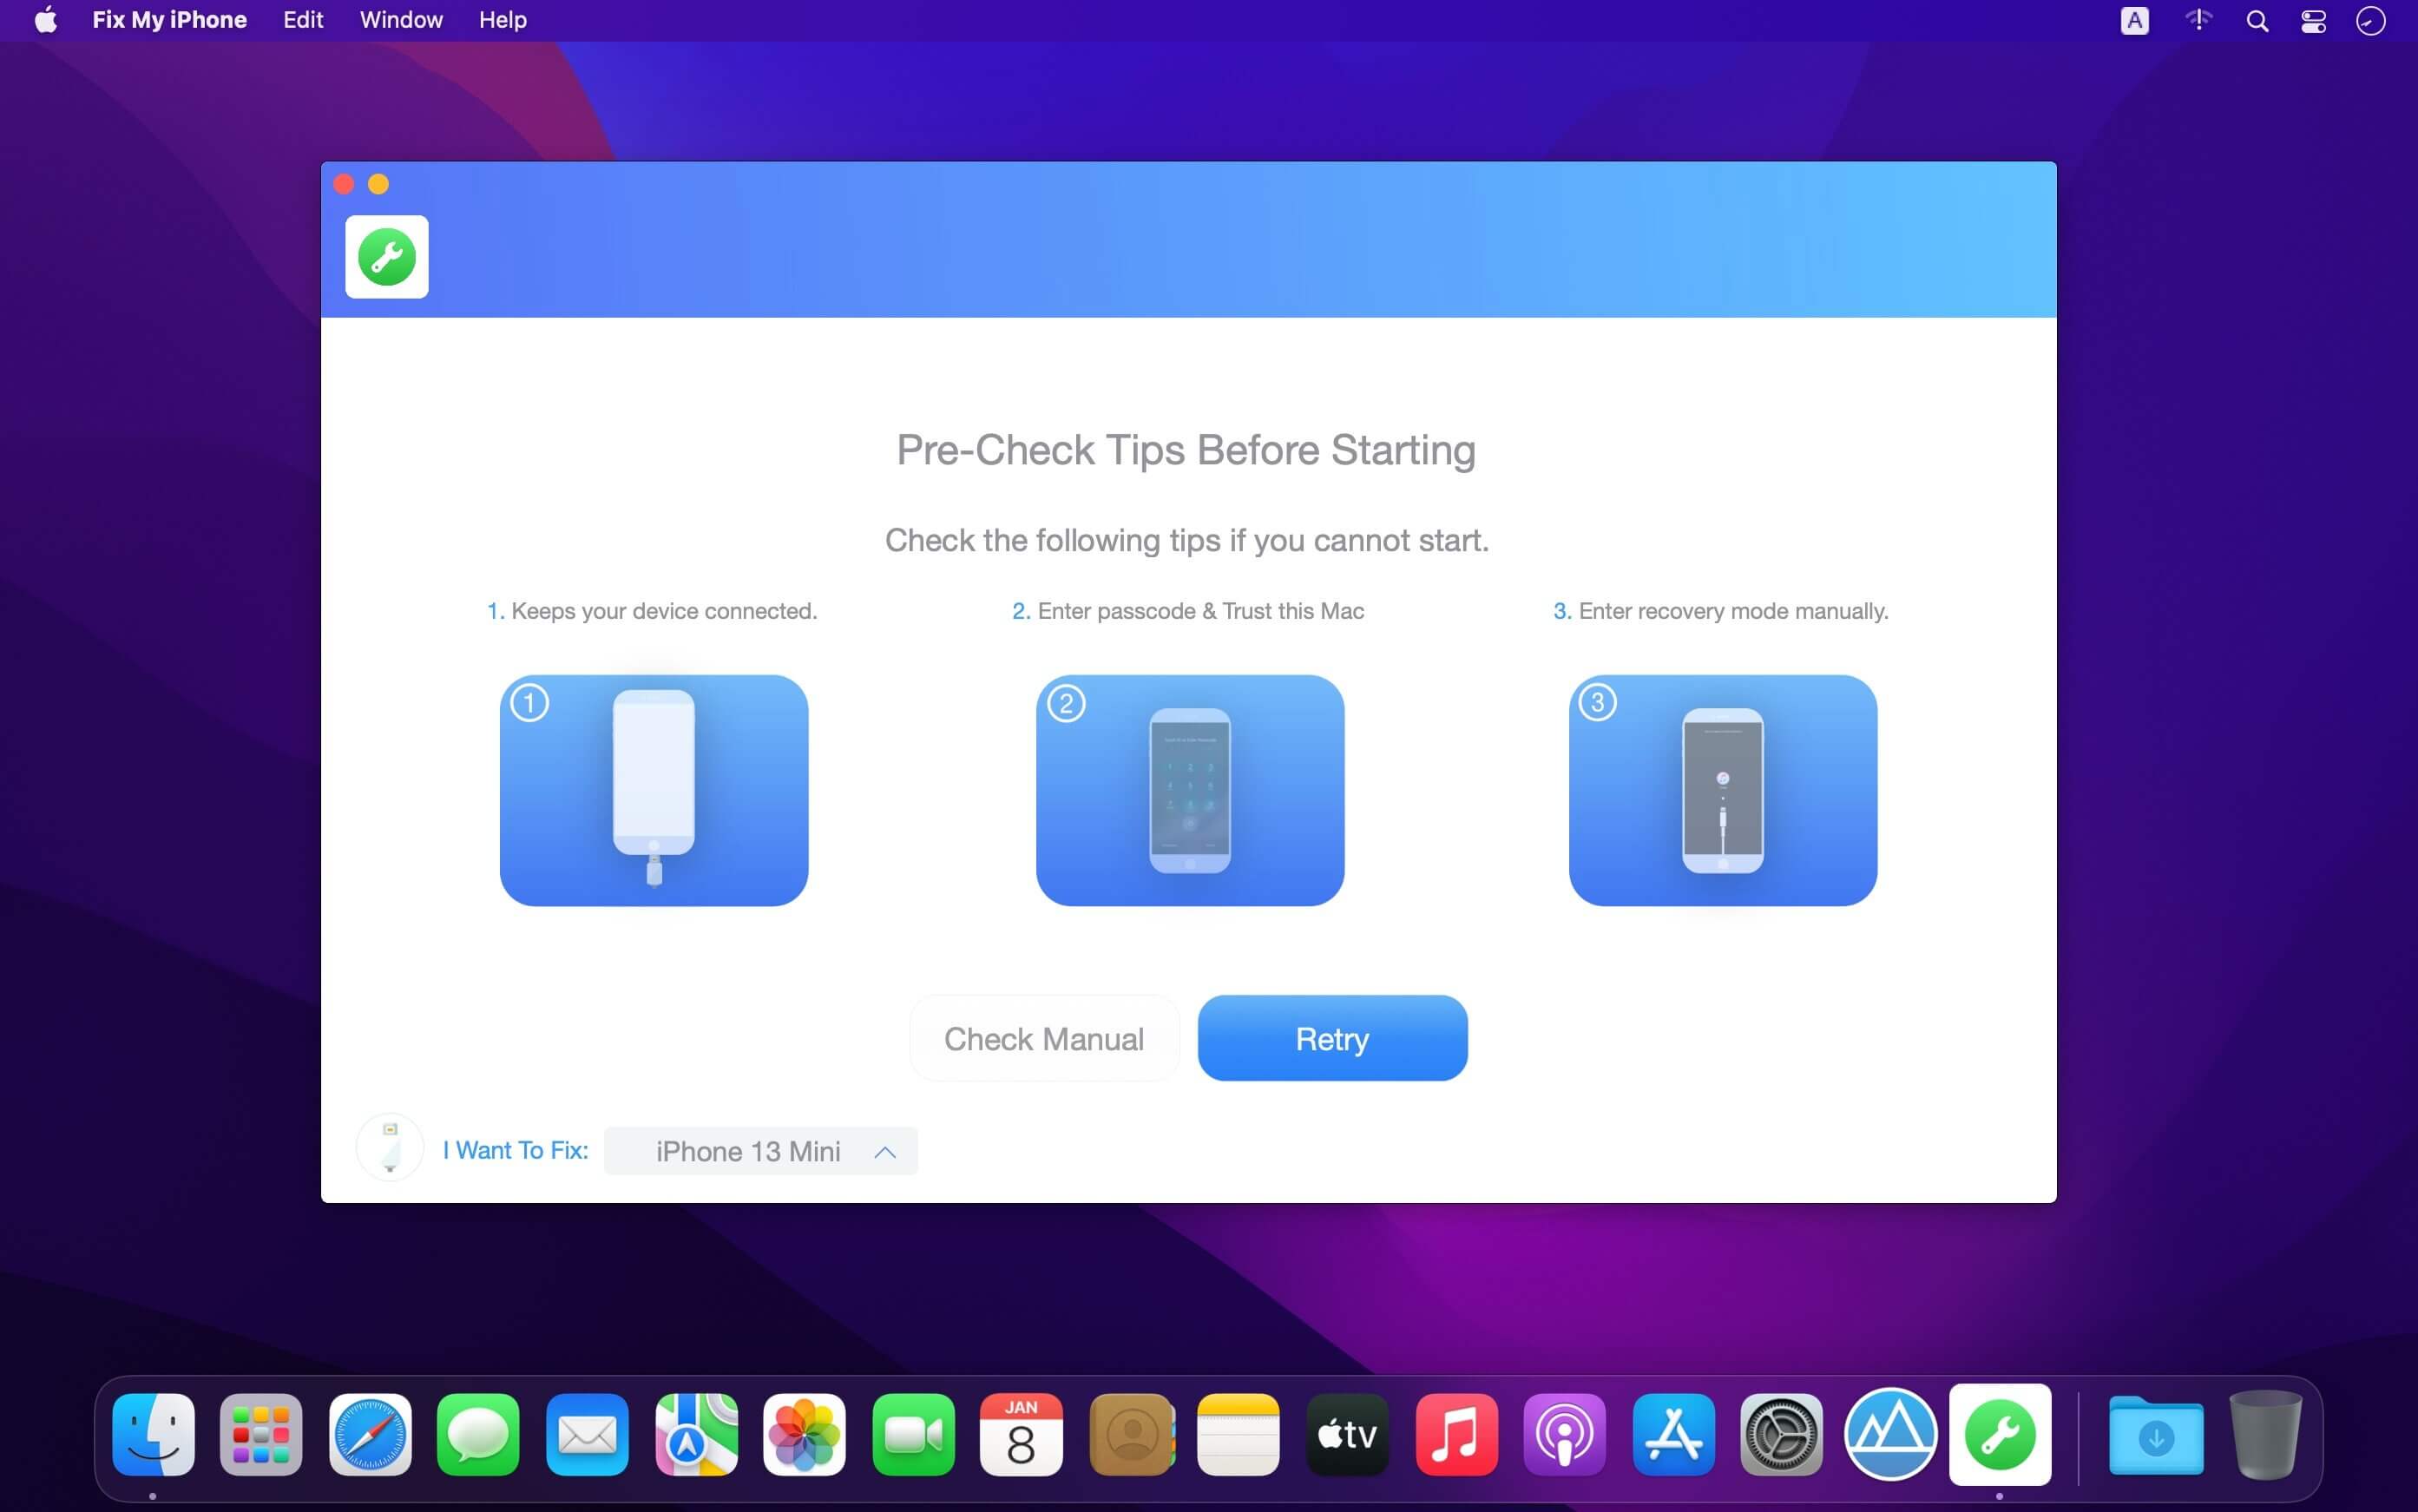 Fix My iPhone Edit Window Help A
Pre-Check Tips Before Starting
Check the following tips if you cannot start.
1. Keeps your device connected.
2. Enter passcode & Trust this Mac
3. Enter recovery mode manually.
1
2
3
Check Manual
Retry
I Want To Fix:
iPhone 13 Mini
JAN
8
tv